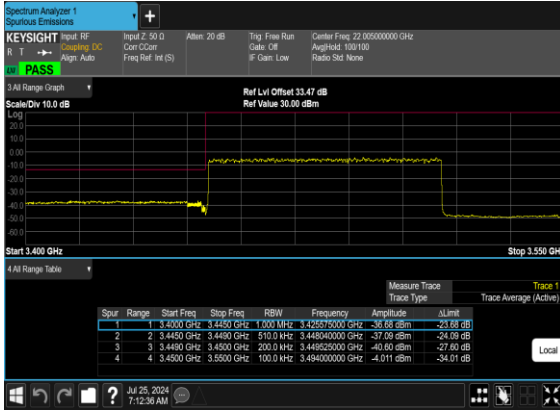 Spectrum Analyzer 1
Spurious Emissions
+
KEYSIGHT Input: RF Input Z: 50 Ω Atten: 20 dB Trig: Free Run Center Freq: 22.005000000 GHz
R T Coupling: DC Corr CCorr Gate: Off Avg|Hold: 100/100
Align: Auto Freq Ref: Int (S) IF Gain: Low Radio Std: None
PASS
3 All Range Graph
Ref Lvl Offset 33.47 dB
Scale/Div 10.0 dB Ref Value 30.00 dBm
Log
20.0
10.0
0.00
-10.0
-20.0
-30.0
-40.0
-50.0
-60.0
Start 3.400 GHz Stop 3.550 GH
4 All Range Table
Measure Trace Trace 1
Trace Type Trace Average (Active)
Spur Range Start Freq Stop Freq RBW Frequency Amplitude ΔLimit
1 1 3.4000 GHz 3.4450 GHz 1.000 MHz 3.425575000 GHz -36.68 dBm -23.68 dB
2 2 3.4450 GHz 3.4490 GHz 510.0 kHz 3.448040000 GHz -37.09 dBm -24.09 dB
3 3 3.4490 GHz 3.4500 GHz 200.0 kHz 3.449525000 GHz -40.60 dBm -27.60 dB
4 4 3.4500 GHz 3.5500 GHz 100.0 kHz 3.494000000 GHz -4.011 dBm -34.01 dB
Local
?
Jul 25, 2024
7:12:36 AM